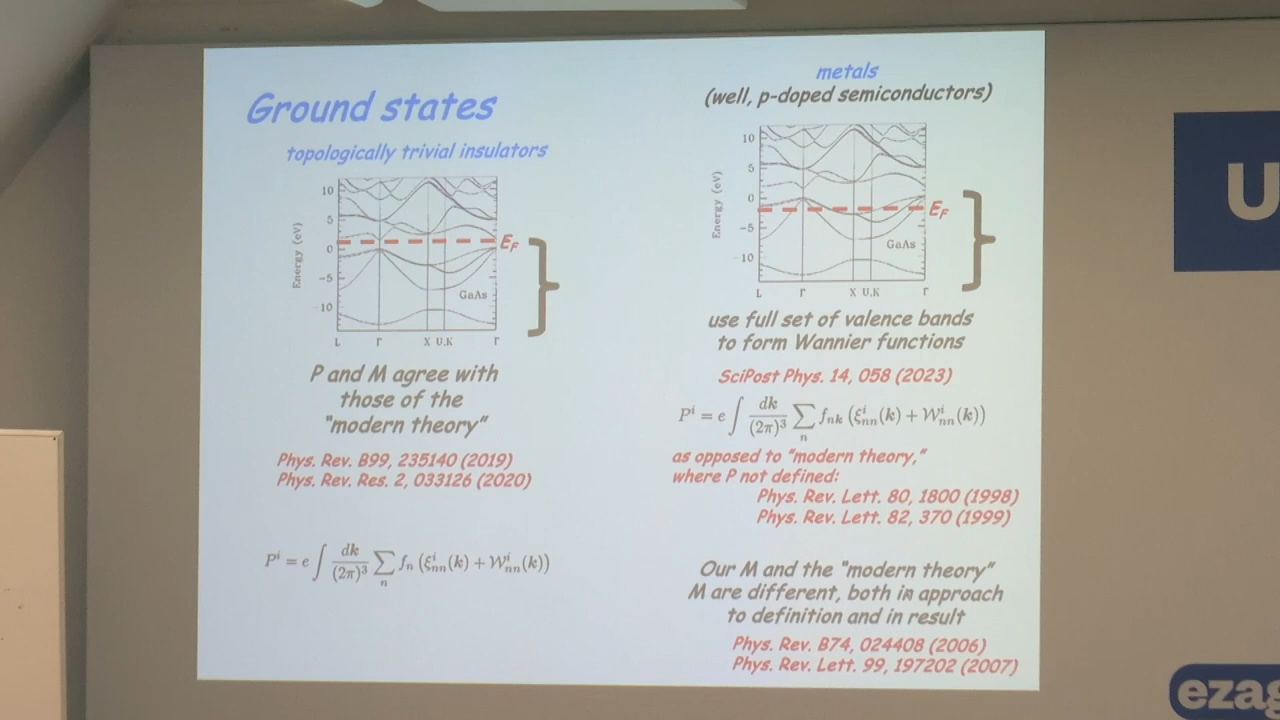 Ground states
topologically trivial insulators
10
5
0
-5
-10
Energy (eV)
E_F
GaAs
L Γ X U,K Γ
P and M agree with
those of the
"modern theory"
Phys. Rev. B99, 235140 (2019)
Phys. Rev. Res. 2, 033126 (2020)
P^i = e ∫ dk/(2π)^3 ∑_n f_n (ξ^i_nn(k) + W^i_nn(k))
metals
(well, p-doped semiconductors)
10
5
0
-5
-10
Energy (eV)
E_F
GaAs
L Γ X U,K Γ
use full set of valence bands
to form Wannier functions
SciPost Phys. 14, 058 (2023)
P^i = e ∫ dk/(2π)^3 ∑_n f_nk (ξ^i_nn(k) + W^i_nn(k))
as opposed to "modern theory,"
where P not defined:
Phys. Rev. Lett. 80, 1800 (1998)
Phys. Rev. Lett. 82, 370 (1999)
Our M and the "modern theory"
M are different, both in approach
to definition and in result
Phys. Rev. B74, 024408 (2006)
Phys. Rev. Lett. 99, 197202 (2007)
U
ezag